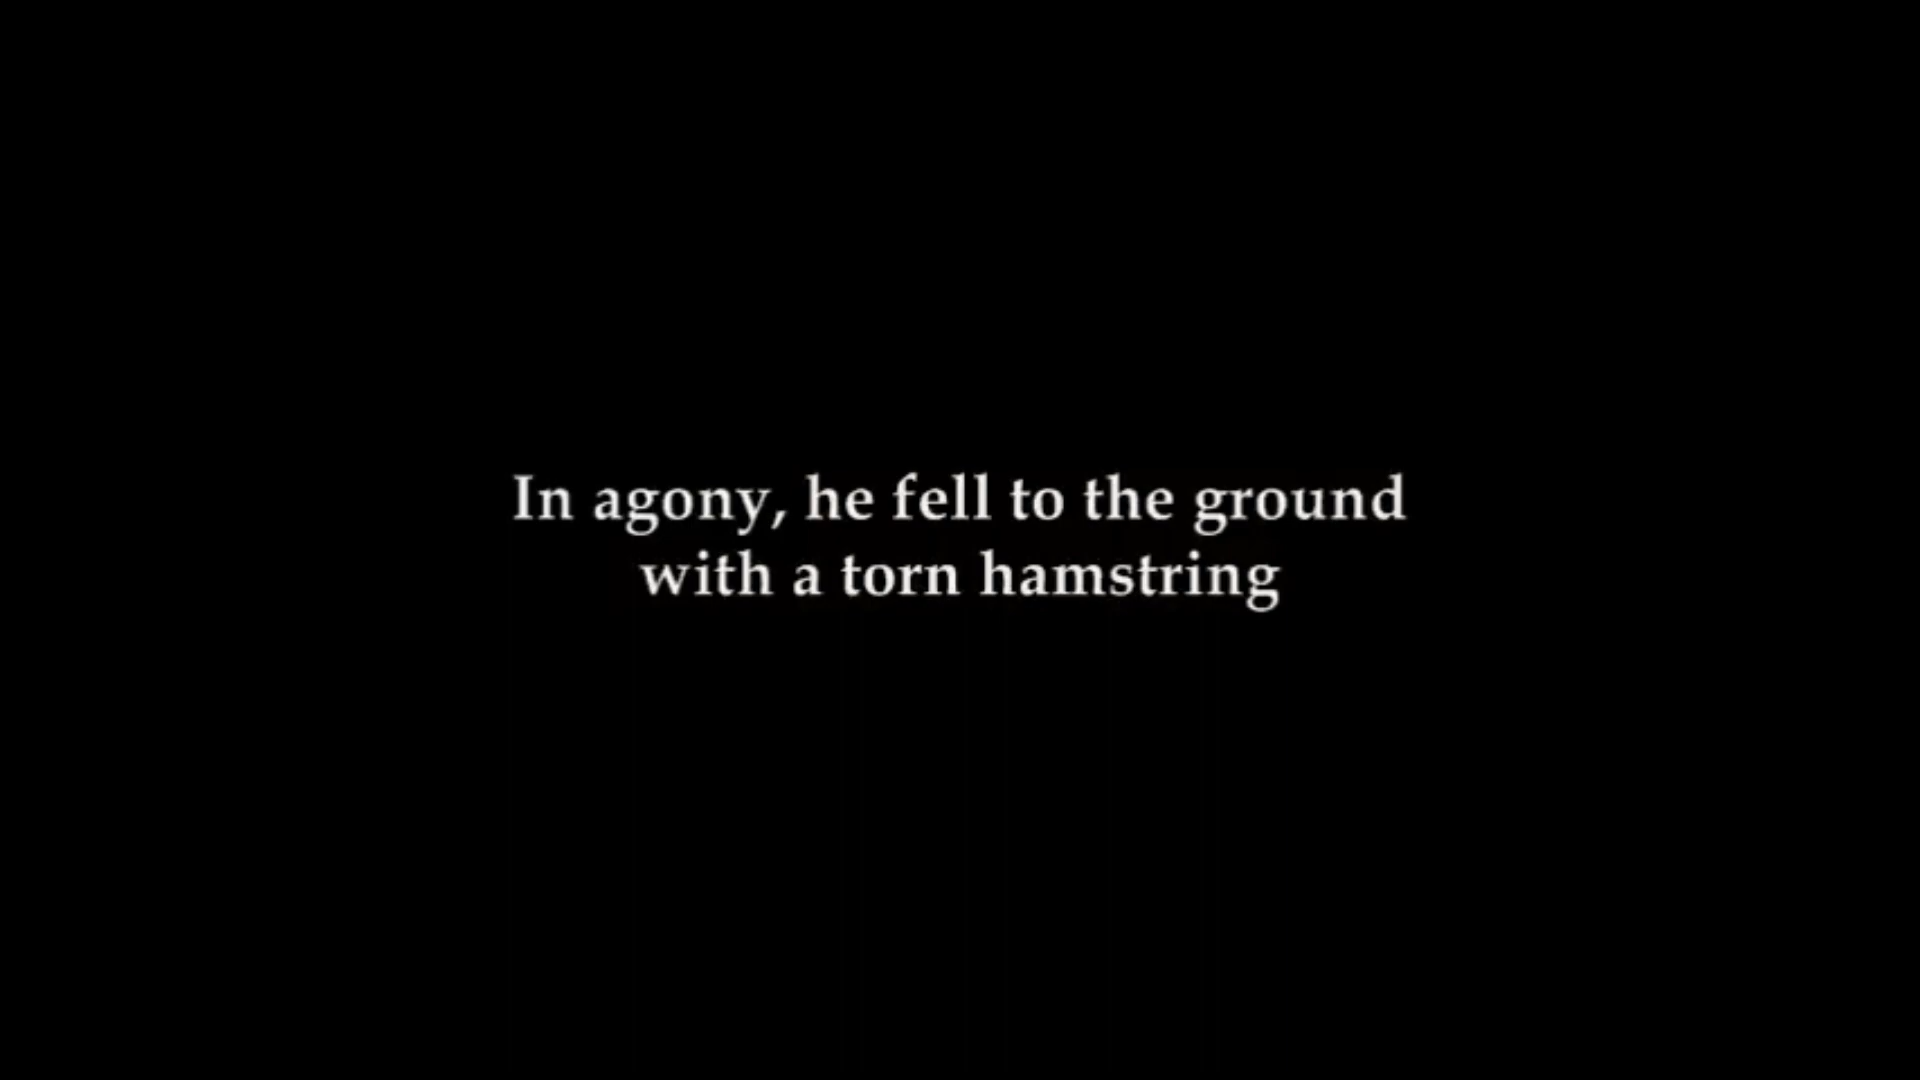 In agony, he fell to the ground
with a torn hamstring